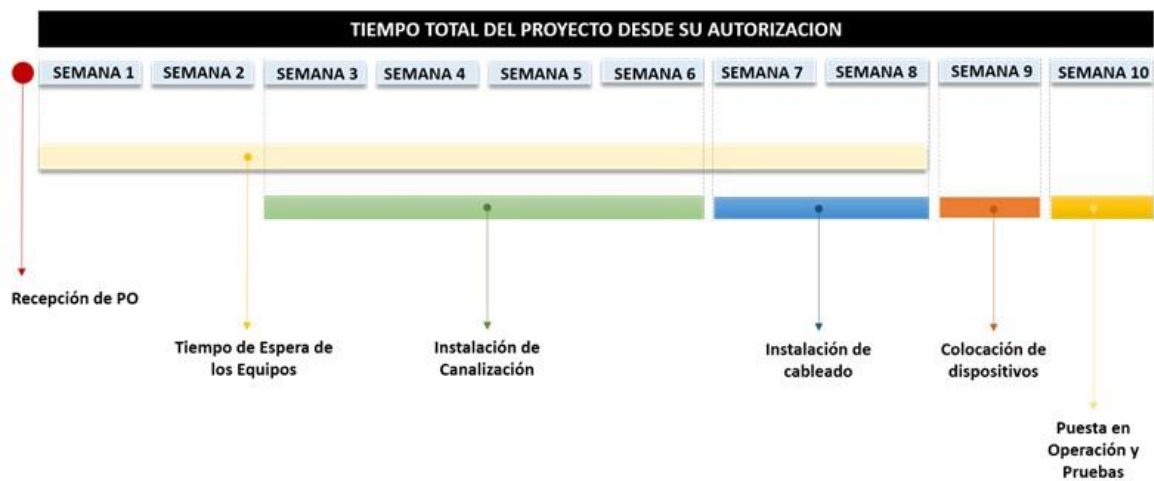 TIEMPO TOTAL DEL PROYECTO DESDE SU AUTORIZACION
SEMANA 1
SEMANA 2
SEMANA 3
SEMANA 4
SEMANA 5
SEMANA 6
SEMANA 7
SEMANA 8
SEMANA 9
SEMANA 10
Recepción de PO
Tiempo de Espera de
los Equipos
Instalación de
Canalización
Instalación de
cableado
Colocación de
dispositivos
Puesta en
Operación y
Pruebas